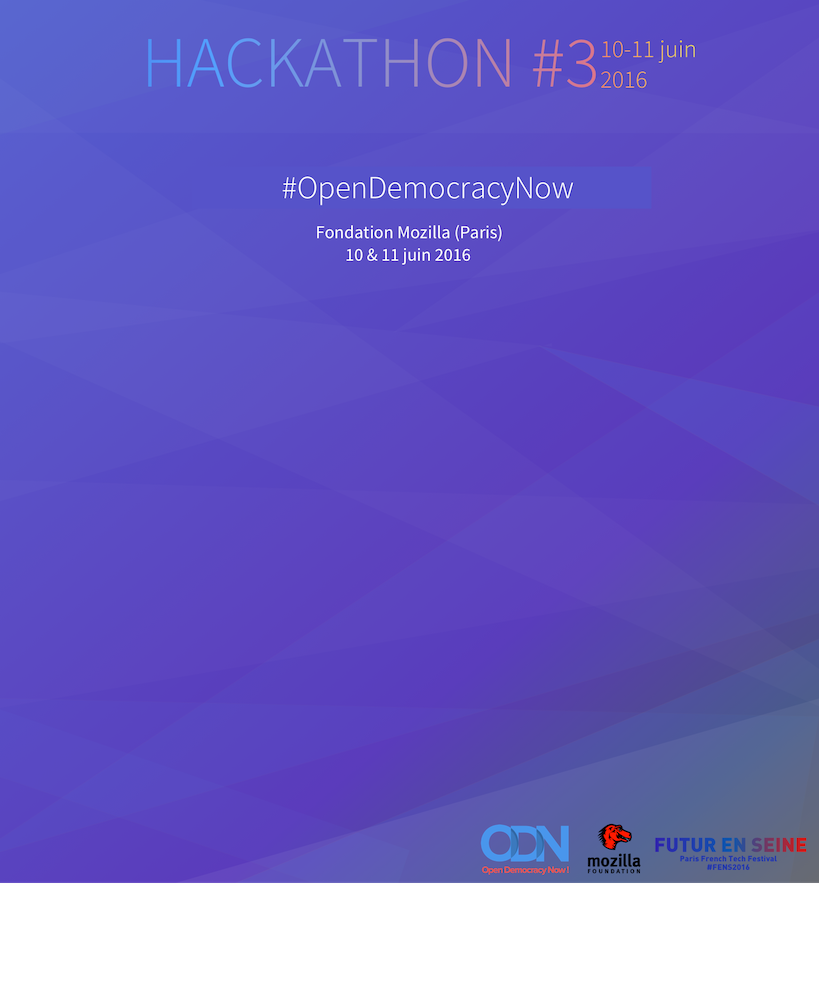 HACKATHON #3 10-11 juin
2016
#OpenDemocracyNow
Fondation Mozilla (Paris)
10 & 11 juin 2016
ODN
Open Democracy Now !
mozilla
FOUNDATION
FUTUR EN SEINE
Paris French Tech Festival
#FENS2016